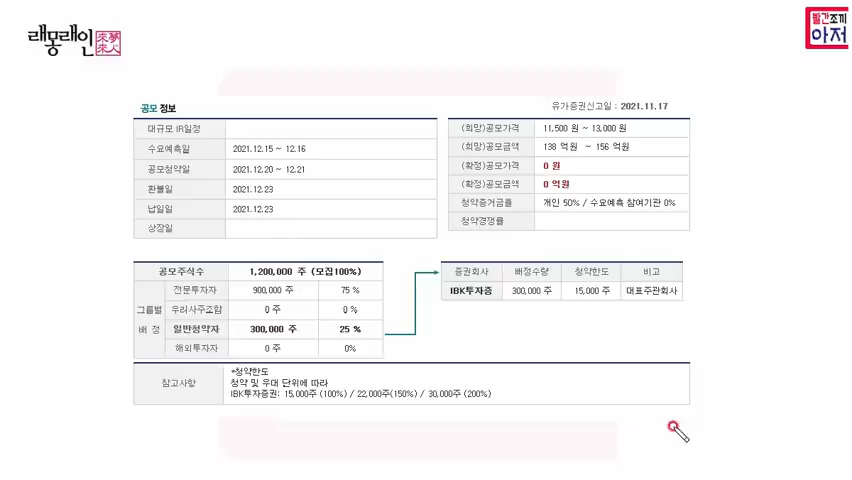 래몽래인
來夢
來人
빨간조끼
아저
공모 정보
유가증권신고일 : 2021.11.17
대규모 IR일정
수요예측일 2021.12.15 ~ 12.16
공모청약일 2021.12.20 ~ 12.21
환불일 2021.12.23
납입일 2021.12.23
상장일
(희망)공모가격 11,500 원 ~ 13,000 원
(희망)공모금액 138 억원 ~ 156 억원
(확정)공모가격 0 원
(확정)공모금액 0 억원
청약증거금율 개인 50% / 수요예측 참여기관 0%
청약경쟁률
공모주식수 1,200,000 주 (모집100%)
그룹별 배 정
전문투자자 900,000 주 75 %
우리사주조합 0 주 0 %
일반청약자 300,000 주 25 %
해외투자자 0 주 0%
증권회사 배정수량 청약한도 비고
IBK투자증 300,000 주 15,000 주 대표주관회사
참고사항
*청약한도
청약 및 우대 단위에 따라
IBK투자증권: 15,000주 (100%) / 22,000주(150%) / 30,000주 (200%)